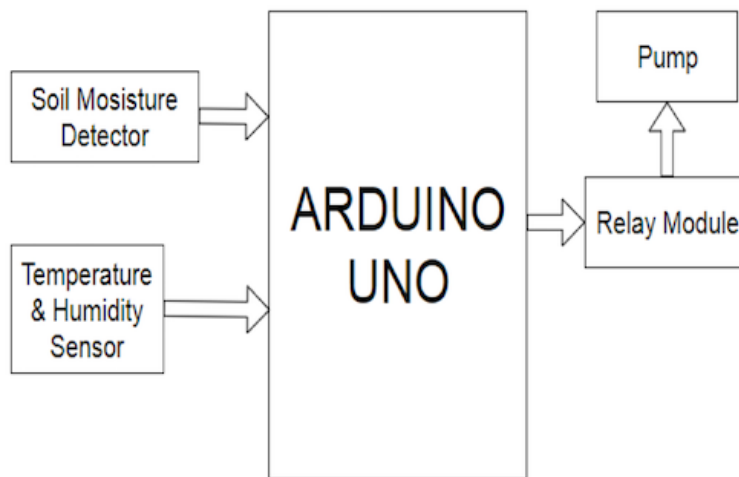 Soil Mosisture
Detector
Temperature
& Humidity
Sensor
ARDUINO
UNO
Pump
Relay Module